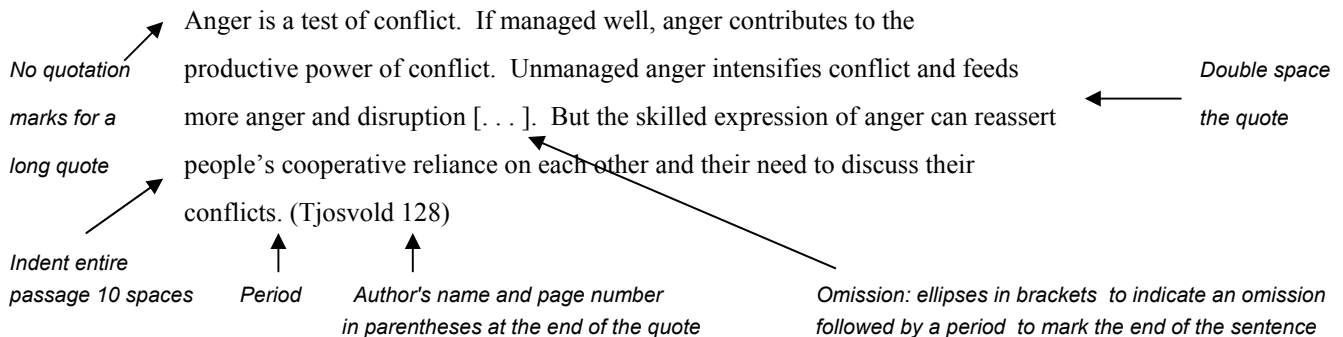 Anger is a test of conflict.  If managed well, anger contributes to the
No quotation productive power of conflict.  Unmanaged anger intensifies conflict and feeds Double space
marks for a more anger and disruption [. . . ].  But the skilled expression of anger can reassert the quote
long quote people’s cooperative reliance on each other and their need to discuss their
conflicts. (Tjosvold 128)
Indent entire
passage 10 spaces Period Author's name and page number Omission: ellipses in brackets  to indicate an omission
in parentheses at the end of the quote followed by a period  to mark the end of the sentence